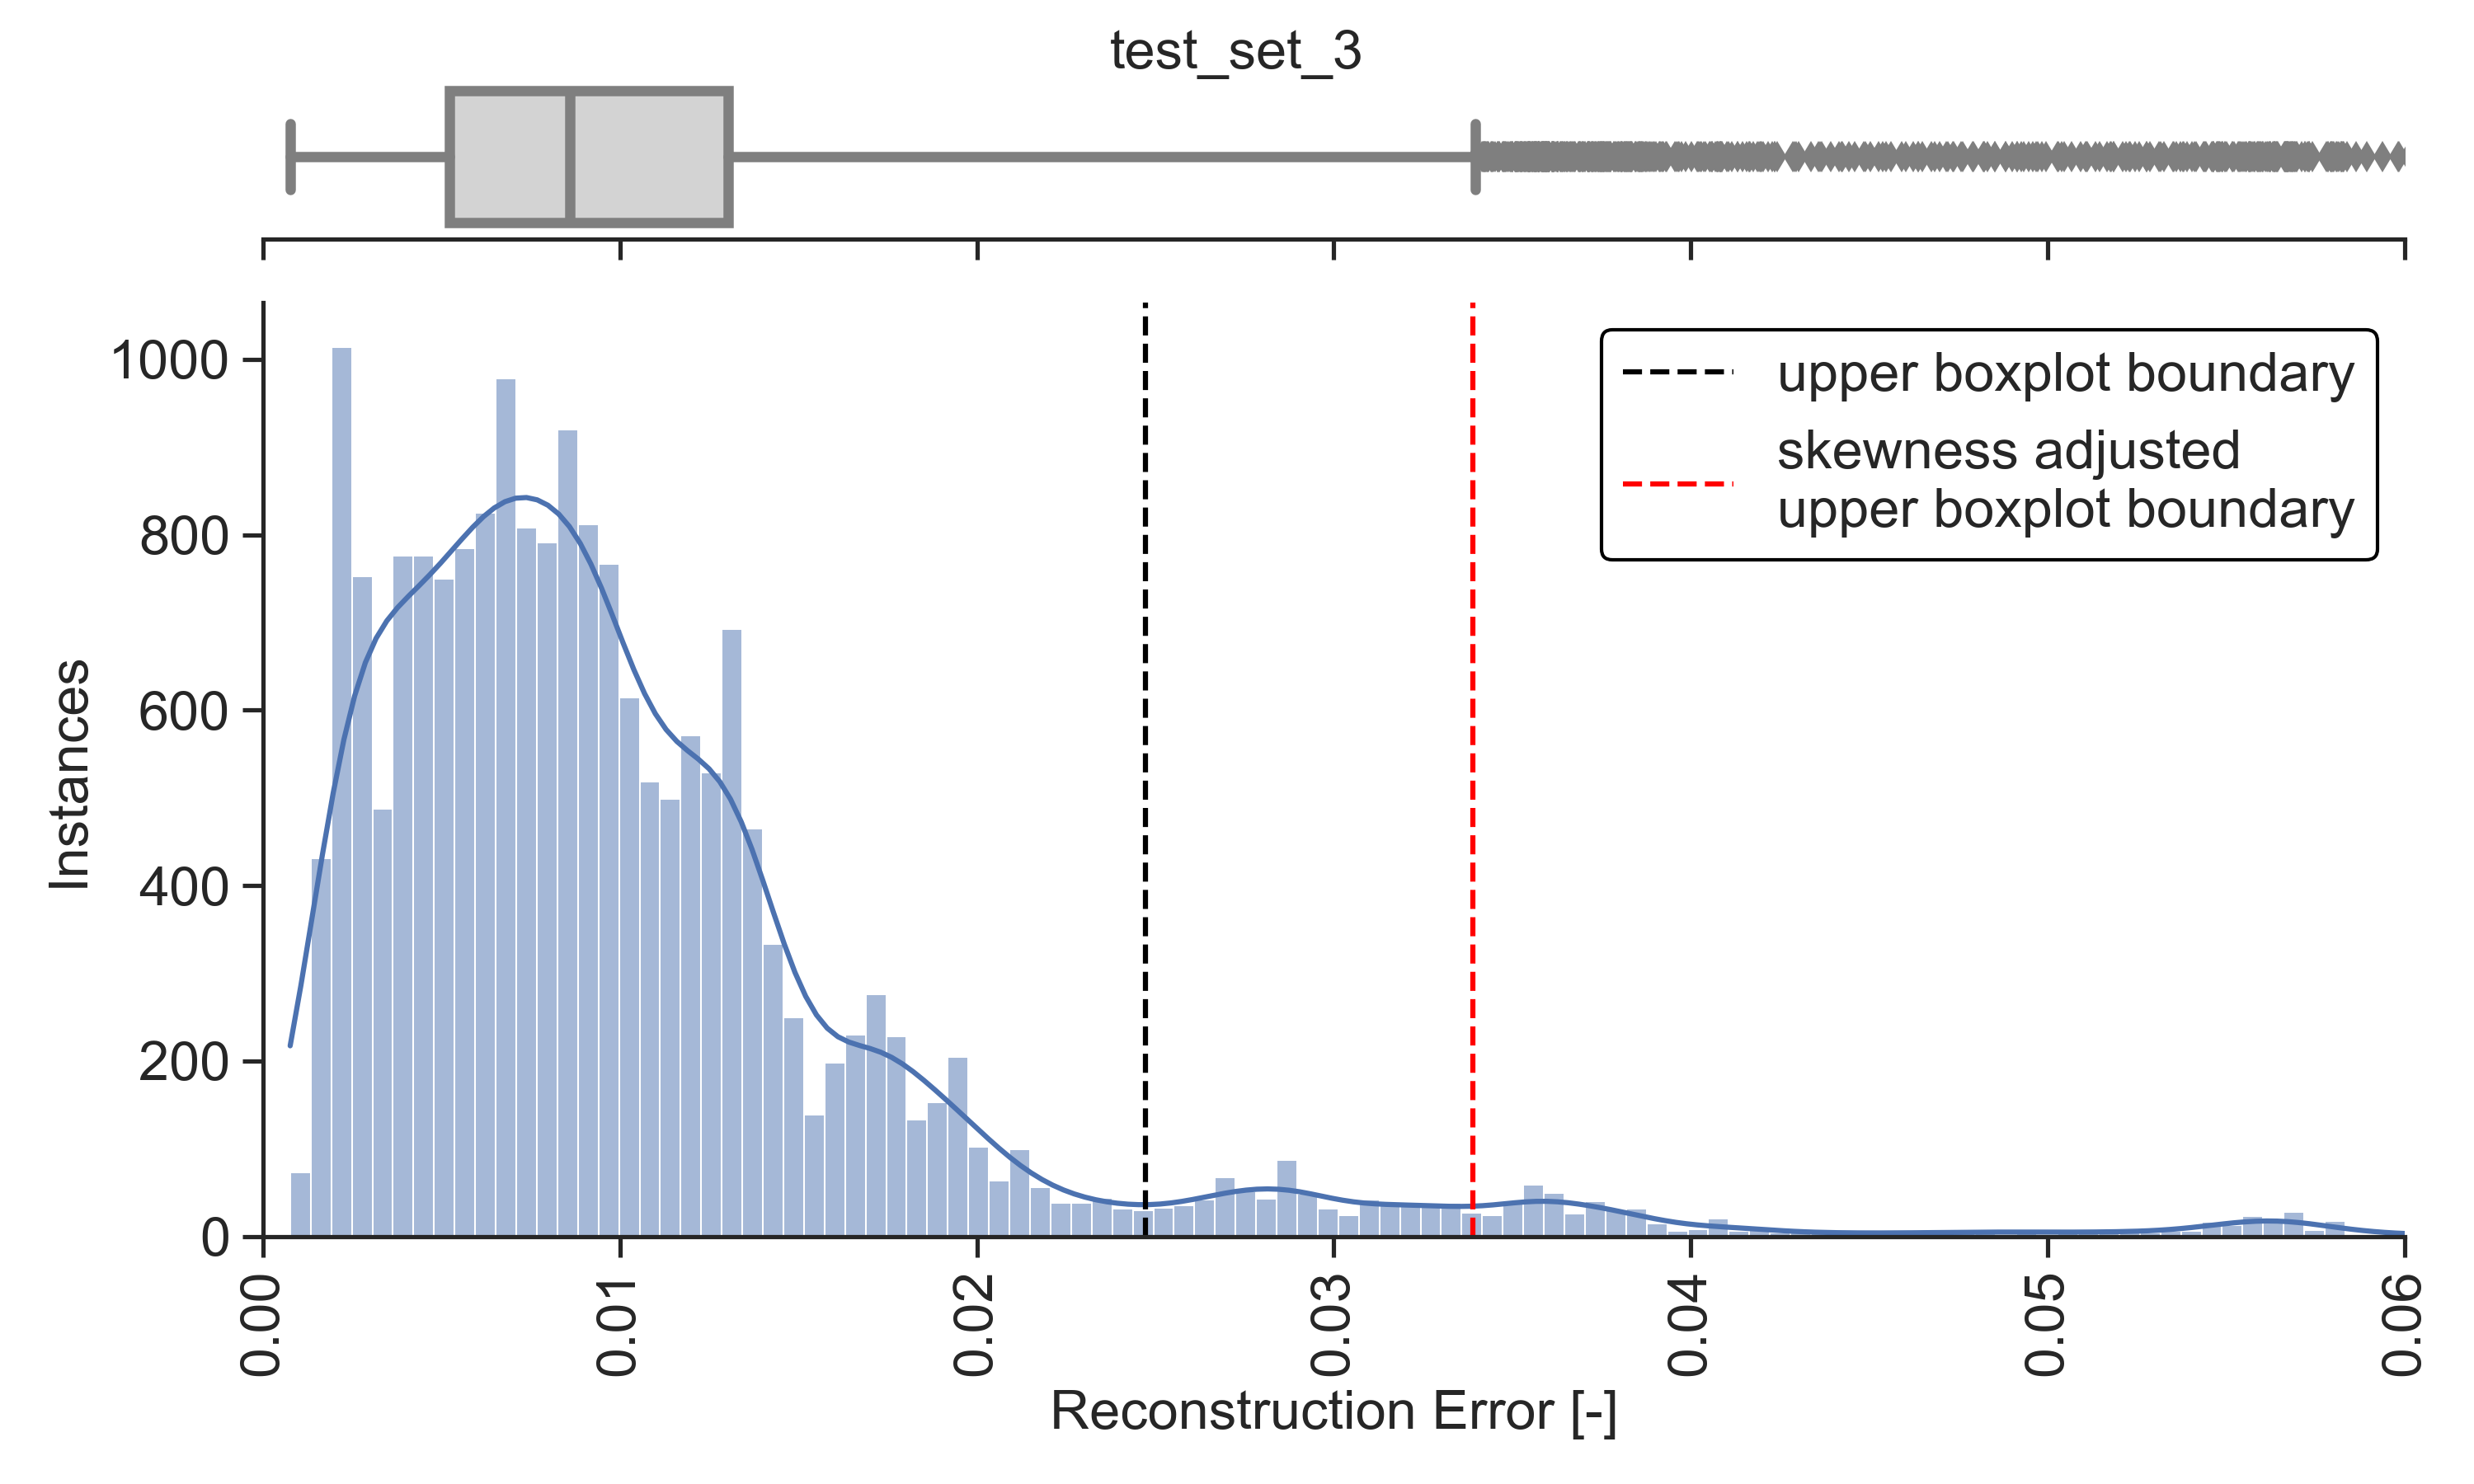 test_set_3
1000
800
600
400
200
0
Instances
upper boxplot boundary
skewness adjusted
upper boxplot boundary
0.00
0.01
0.02
0.03
0.04
0.05
0.06
Reconstruction Error [-]